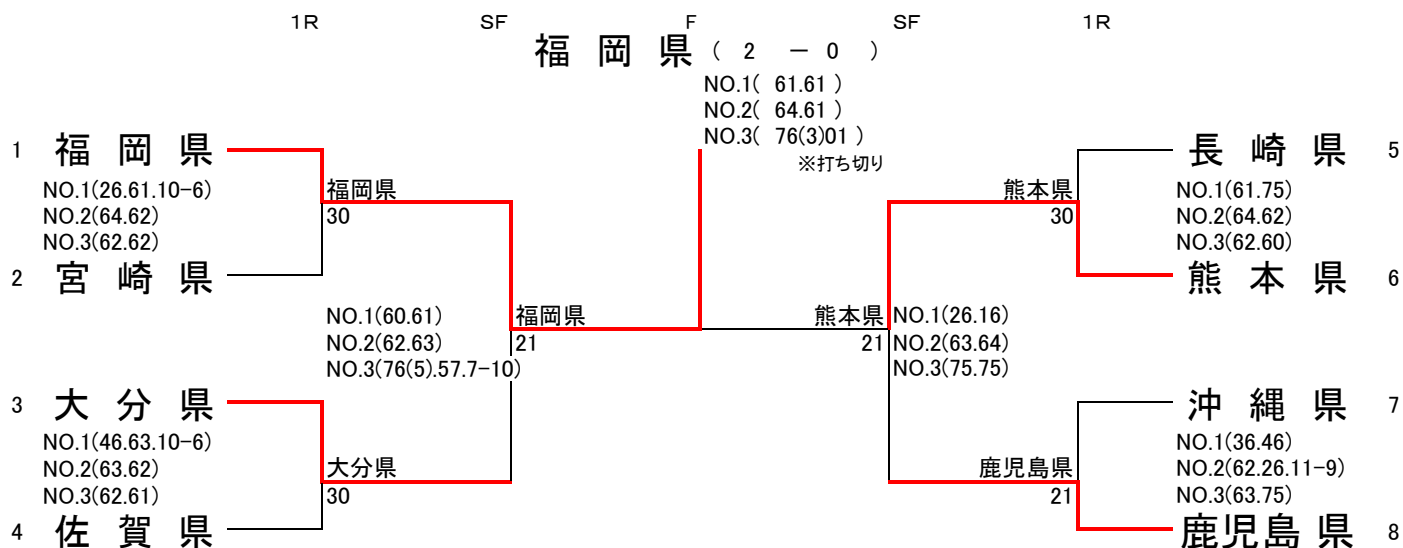 1R SF F SF 1R
福岡県 ( 2 － 0 )
NO.1( 61.61 )
NO.2( 64.61 )
NO.3( 76(3)01 )
※打ち切り
1 福岡県
NO.1(26.61.10-6)
NO.2(64.62)
NO.3(62.62)
2 宮崎県
福岡県
30
NO.1(60.61)
NO.2(62.63)
NO.3(76(5).57.7-10)
福岡県
21
3 大分県
NO.1(46.63.10-6)
NO.2(63.62)
NO.3(62.61)
4 佐賀県
大分県
30
長崎県 5
NO.1(61.75)
NO.2(64.62)
NO.3(62.60)
熊本県 6
熊本県
30
熊本県
21
NO.1(26.16)
NO.2(63.64)
NO.3(75.75)
沖縄県 7
NO.1(36.46)
NO.2(62.26.11-9)
NO.3(63.75)
鹿児島県 8
鹿児島県
21